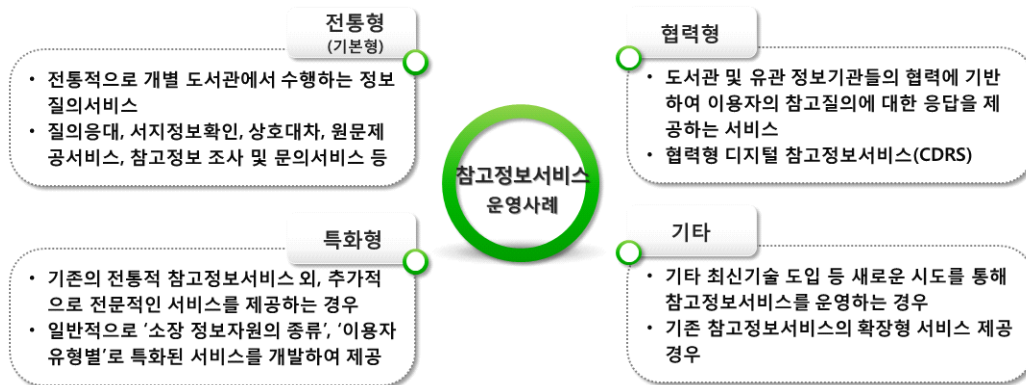 전통형
(기본형)
• 전통적으로 개별 도서관에서 수행하는 정보
질의서비스
• 질의응대, 서지정보확인, 상호대차, 원문제
공서비스, 참고정보 조사 및 문의서비스 등
협력형
• 도서관 및 유관 정보기관들의 협력에 기반
하여 이용자의 참고질의에 대한 응답을 제
공하는 서비스
• 협력형 디지털 참고정보서비스(CDRS)
참고정보서비스
운영사례
특화형
• 기존의 전통적 참고정보서비스 외, 추가적
으로 전문적인 서비스를 제공하는 경우
• 일반적으로 ‘소장 정보자원의 종류’, ‘이용자
유형별’로 특화된 서비스를 개발하여 제공
기타
• 기타 최신기술 도입 등 새로운 시도를 통해
참고정보서비스를 운영하는 경우
• 기존 참고정보서비스의 확장형 서비스 제공
경우